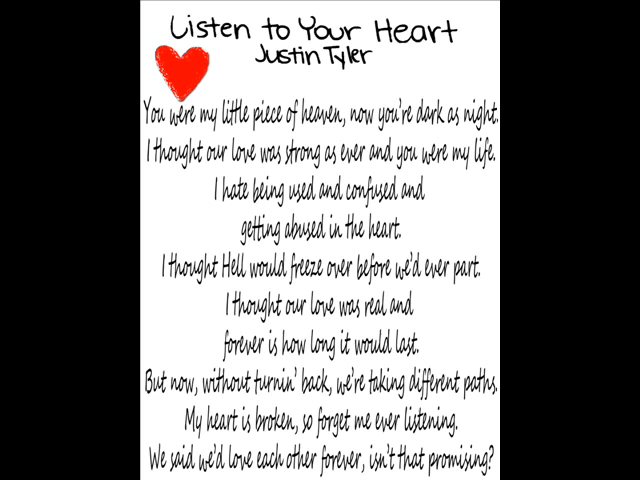 Listen to Your Heart
Justin Tyler
You were my little piece of heaven, now you're dark as night.
I thought our love was strong as ever and you were my life.
I hate being used and confused and
getting abused in the heart.
I thought Hell would freeze over before we'd ever part.
I thought our love was real and
forever is how long it would last.
But now, without turnin' back, we're taking different paths.
My heart is broken, so forget me ever listening.
We said we'd love each other forever, isn't that promising?